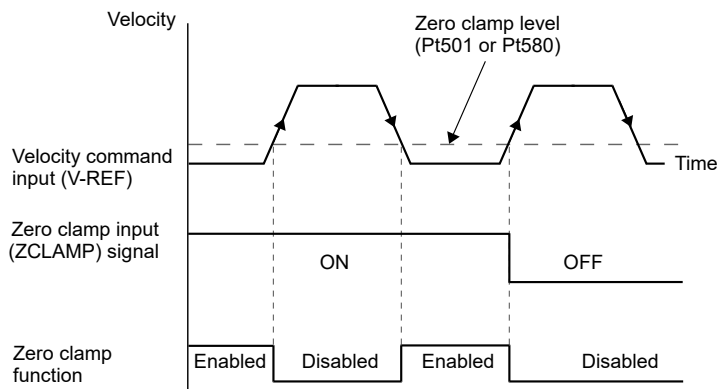 Velocity
Zero clamp level
(Pt501 or Pt580)
Velocity command
input (V-REF)
Time
Zero clamp input
(ZCLAMP) signal
ON
OFF
Zero clamp
function
Enabled
Disabled
Enabled
Disabled